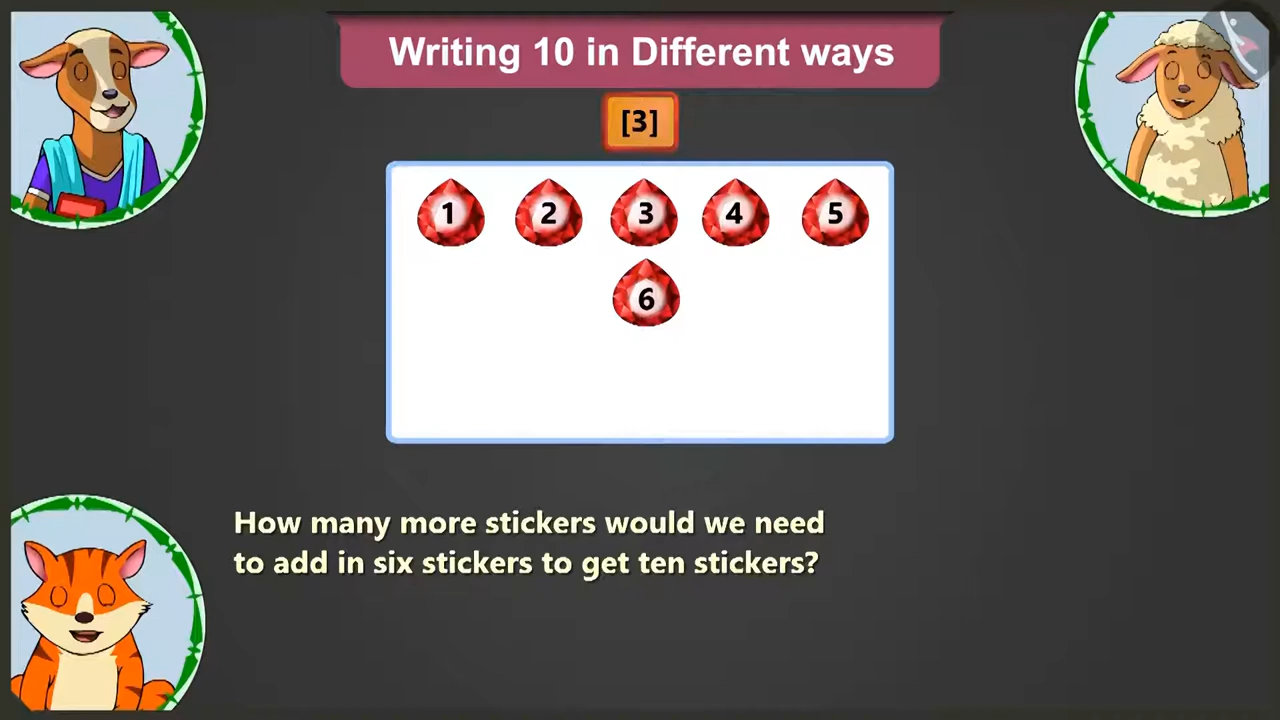 Writing 10 in Different ways
[3]
1 2 3 4 5
6
How many more stickers would we need
to add in six stickers to get ten stickers?